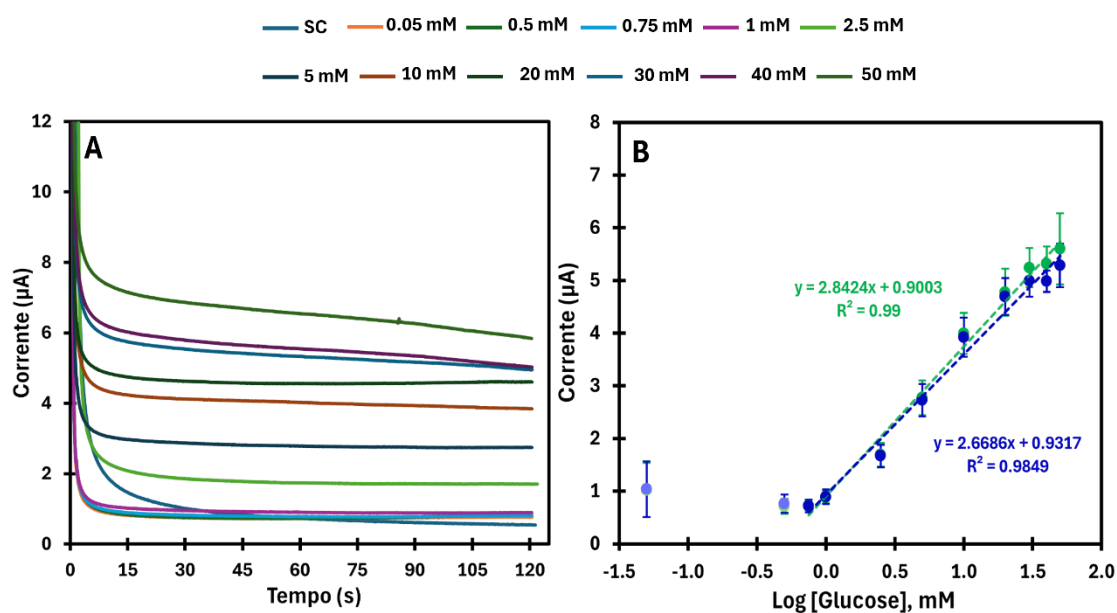 SC 0.05 mM 0.5 mM 0.75 mM 1 mM 2.5 mM
5 mM 10 mM 20 mM 30 mM 40 mM 50 mM
A
12
10
8
6
4
2
0
Corrente (µA)
0 15 30 45 60 75 90 105 120
Tempo (s)
B
8
7
6
5
4
3
2
1
0
Corrente (µA)
y = 2.8424x + 0.9003
R² = 0.99
y = 2.6686x + 0.9317
R² = 0.9849
-1.5 -1.0 -0.5 0.0 0.5 1.0 1.5 2.0
Log [Glucose], mM